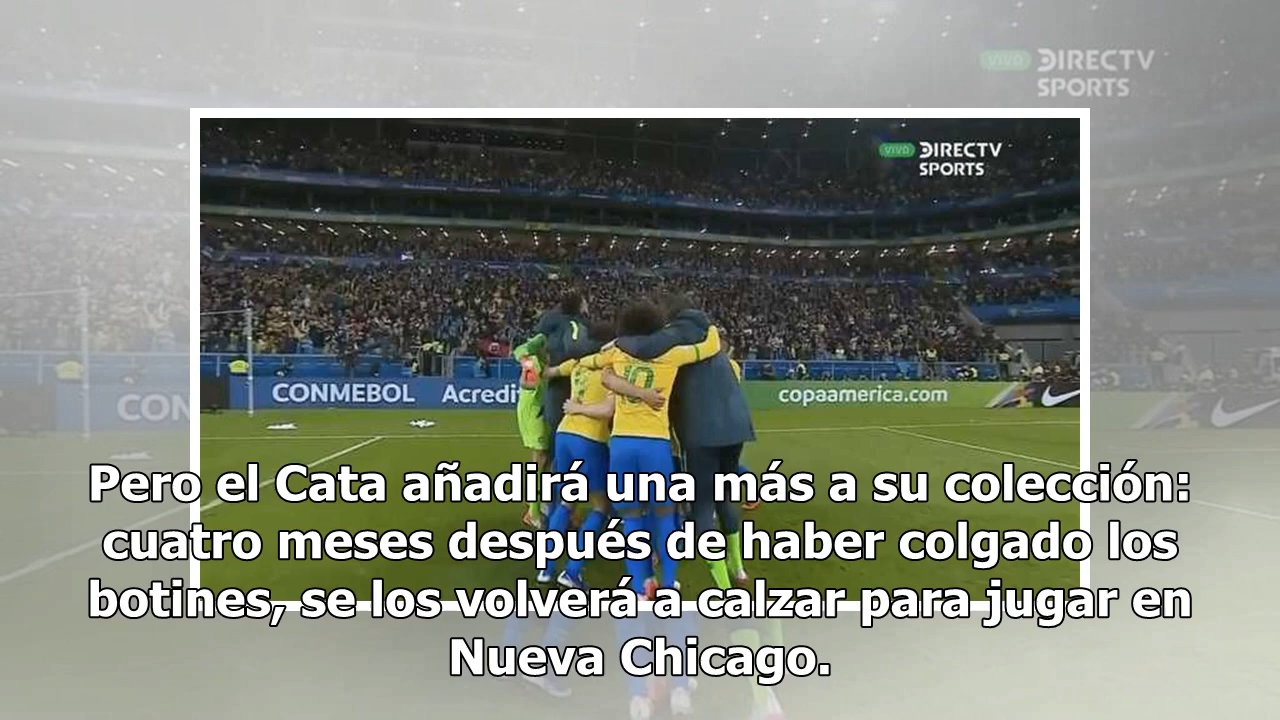 VIVO DIRECTV
SPORTS
VIVO DIRECTV
SPORTS
CON
CONMEBOL
copaamerica.com
10
Pero el Cata añadirá una más a su colección:
cuatro meses después de haber colgado los
botines, se los volverá a calzar para jugar en
Nueva Chicago.